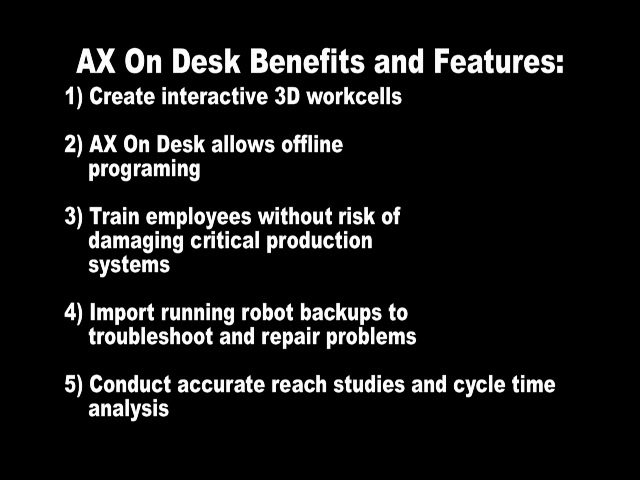 AX On Desk Benefits and Features:
1) Create interactive 3D workcells
2) AX On Desk allows offline
programing
3) Train employees without risk of
damaging critical production
systems
4) Import running robot backups to
troubleshoot and repair problems
5) Conduct accurate reach studies and cycle time
analysis